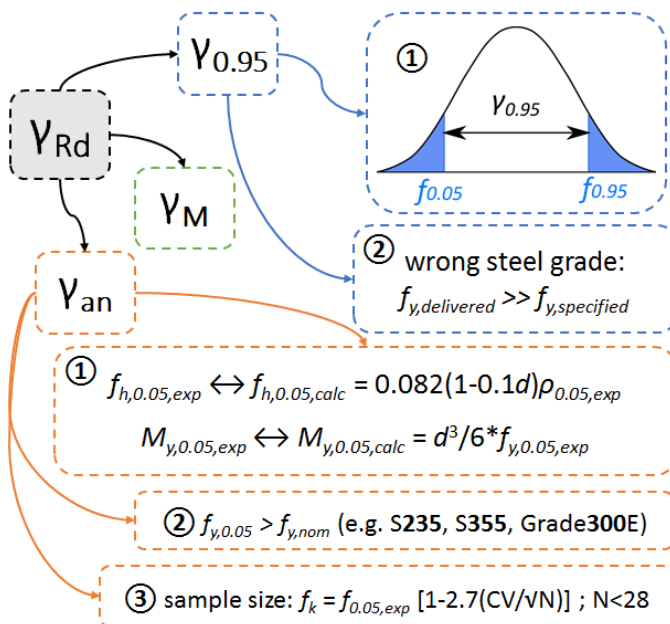 γ0.95
①
γ0.95
γRd
f0.05
f0.95
γM
② wrong steel grade:
fy,delivered >> fy,specified
γan
① fh,0.05,exp ↔ fh,0.05,calc = 0.082(1-0.1d)ρ0.05,exp
My,0.05,exp ↔ My,0.05,calc = d³/6*fy,0.05,exp
② fy,0.05 > fy,nom (e.g. S235, S355, Grade300E)
③ sample size: fk = f0.05,exp [1-2.7(CV/√N)] ; N<28